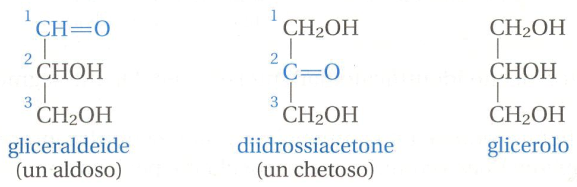 1
CH=O
2
CHOH
3
CH₂OH
gliceraldeide
(un aldoso)
1
CH₂OH
2
C=O
3
CH₂OH
diidrossiacetone
(un chetoso)
CH₂OH
CHOH
CH₂OH
glicerolo